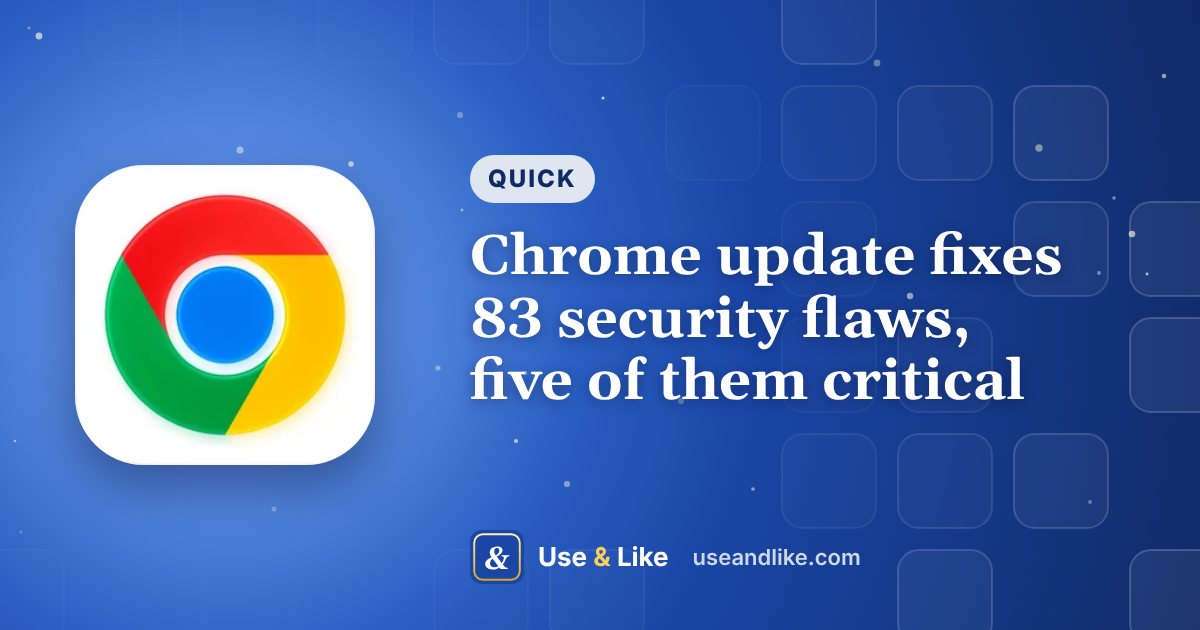 QUICK
Chrome update fixes
83 security flaws,
five of them critical
& Use & Like useandlike.com